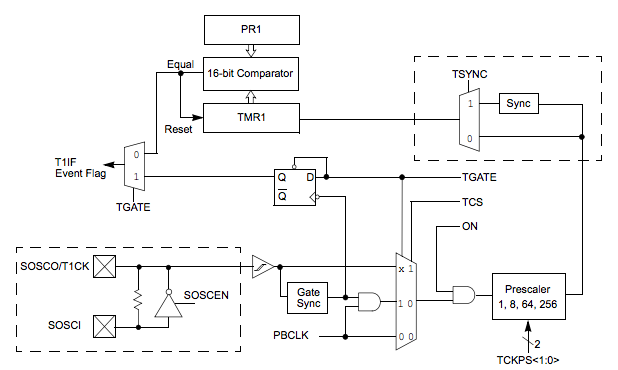 PR1
Equal
16-bit Comparator
TSYNC
1
Sync
Reset
TMR1
0
T1IF
Event Flag
0
1
TGATE
Q
D
Q
TGATE
TCS
ON
SOSCO/T1CK
x 1
SOSCEN
Gate
Sync
1 0
Prescaler
1, 8, 64, 256
SOSCI
PBCLK
0 0
2
TCKPS<1:0>